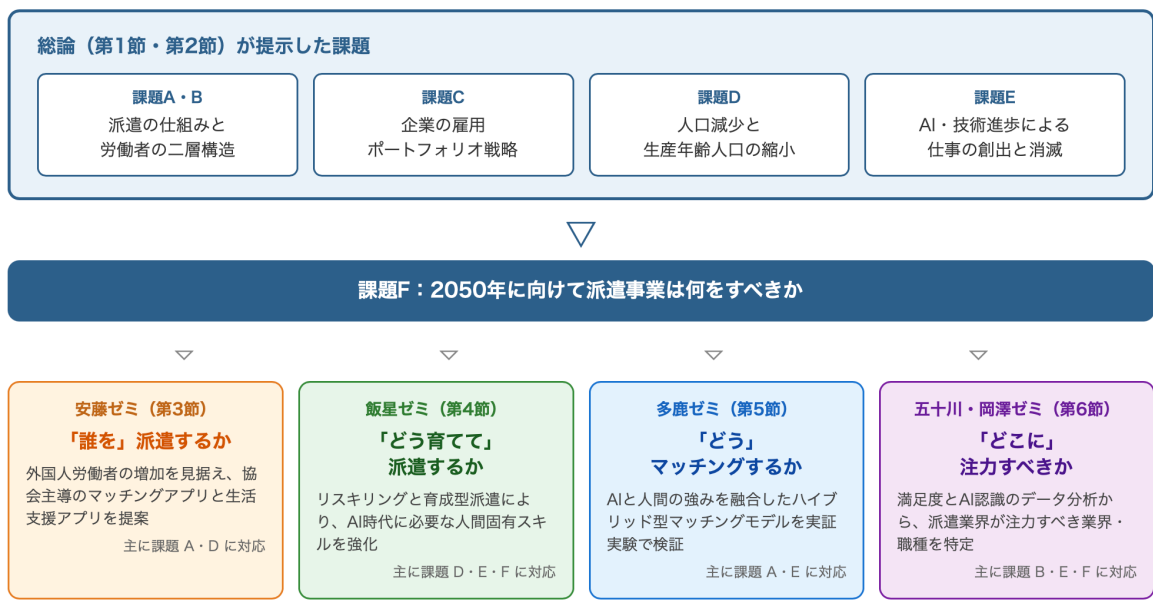 総論（第1節・第2節）が提示した課題
課題A・B
派遣の仕組みと
労働者の二層構造
課題C
企業の雇用
ポートフォリオ戦略
課題D
人口減少と
生産年齢人口の縮小
課題E
AI・技術進歩による
仕事の創出と消滅
課題F：2050年に向けて派遣事業は何をすべきか
安藤ゼミ（第3節）
「誰を」派遣するか
外国人労働者の増加を見据え、協
会主導のマッチングアプリと生活
支援アプリを提案
主に課題 A・D に対応
飯星ゼミ（第4節）
「どう育てて」
派遣するか
リスキリングと育成型派遣によ
り、AI時代に必要な人間固有スキ
ルを強化
主に課題 D・E・F に対応
多鹿ゼミ（第5節）
「どう」
マッチングするか
AIと人間の強みを融合したハイブ
リッド型マッチングモデルを実証
実験で検証
主に課題 A・E に対応
五十川・岡澤ゼミ（第6節）
「どこに」
注力すべきか
満足度とAI認識のデータ分析か
ら、派遣業界が注力すべき業界・
職種を特定
主に課題 B・E・F に対応